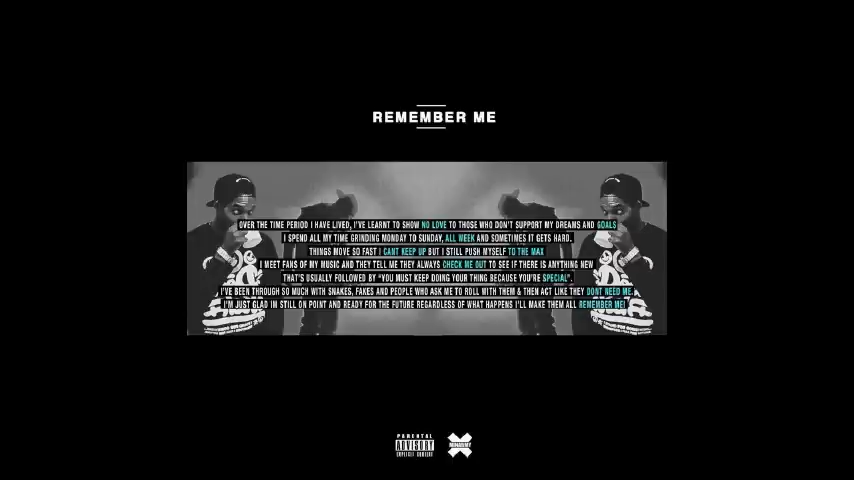 REMEMBER ME
OVER THE TIME PERIOD I HAVE LIVED, I'VE LEARNT TO SHOW NO LOVE TO THOSE WHO DON'T SUPPORT MY DREAMS AND GOALS
I SPEND ALL MY TIME GRINDING MONDAY TO SUNDAY, ALL WEEK AND SOMETIMES IT GETS HARD.
THINGS MOVE SO FAST I CANT KEEP UP BUT I STILL PUSH MYSELF TO THE MAX
I MEET FANS OF MY MUSIC AND THEY TELL ME THEY ALWAYS CHECK ME OUT TO SEE IF THERE IS ANYTHING NEW
THAT'S USUALLY FOLLOWED BY "YOU MUST KEEP DOING YOUR THING BECAUSE YOU'RE SPECIAL".
I'VE BEEN THROUGH SO MUCH WITH SNAKES, FAKES AND PEOPLE WHO ASK ME TO ROLL WITH THEM & THEN ACT LIKE THEY DONT NEED ME.
I'M JUST GLAD IM STILL ON POINT AND READY FOR THE FUTURE REGARDLESS OF WHAT HAPPENS I'LL MAKE THEM ALL REMEMBER ME!
PARENTAL
ADVISORY
EXPLICIT CONTENT